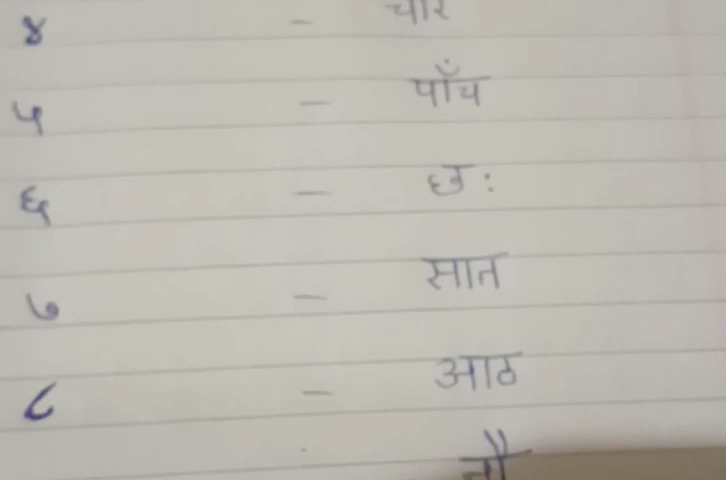 ४ - चार
५ - पाँच
६ - छ:
७ - सात
८ - आठ
नौ